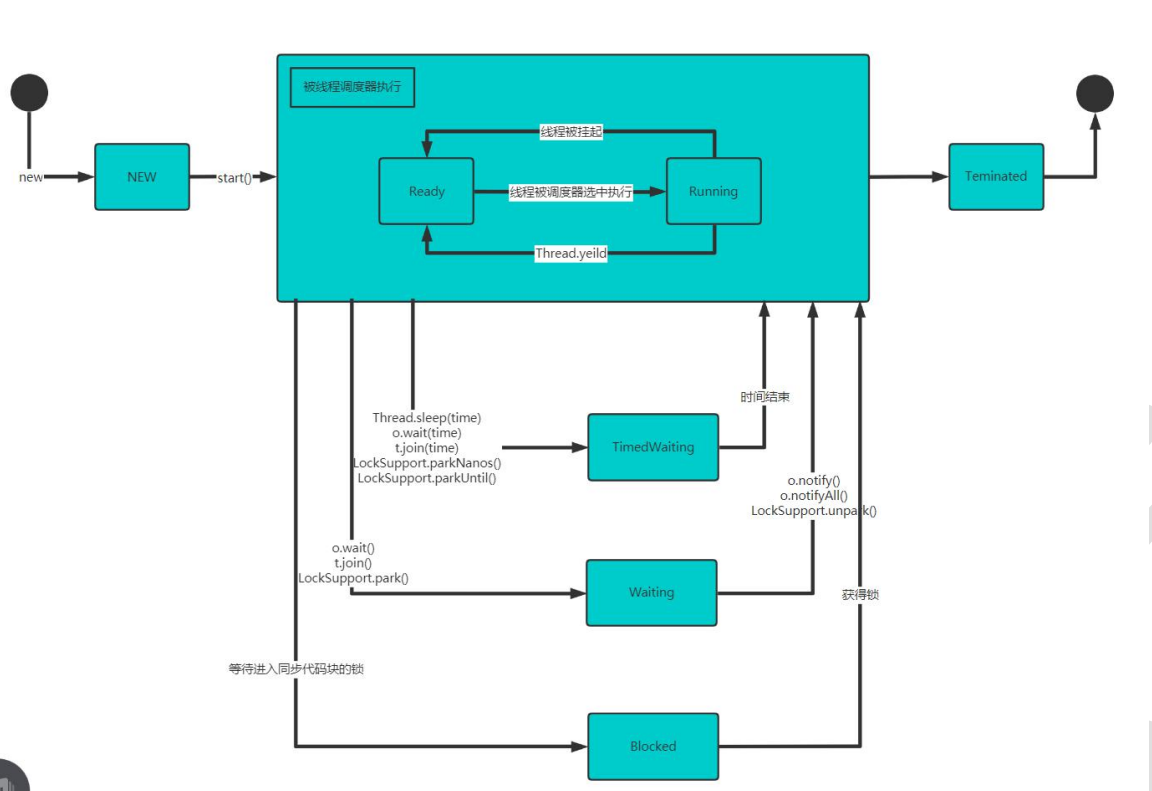 被线程调度器执行
线程被挂起
new
NEW
start()
Ready
线程被调度器选中执行
Running
Teminated
Thread.yeild
时间结束
Thread.sleep(time)
o.wait(time)
t.join(time)
LockSupport.parkNanos()
LockSupport.parkUntil()
TimedWaiting
o.notify()
o.notifyAll()
LockSupport.unpark()
o.wait()
t.join()
LockSupport.park()
Waiting
获得锁
等待进入同步代码块的锁
Blocked